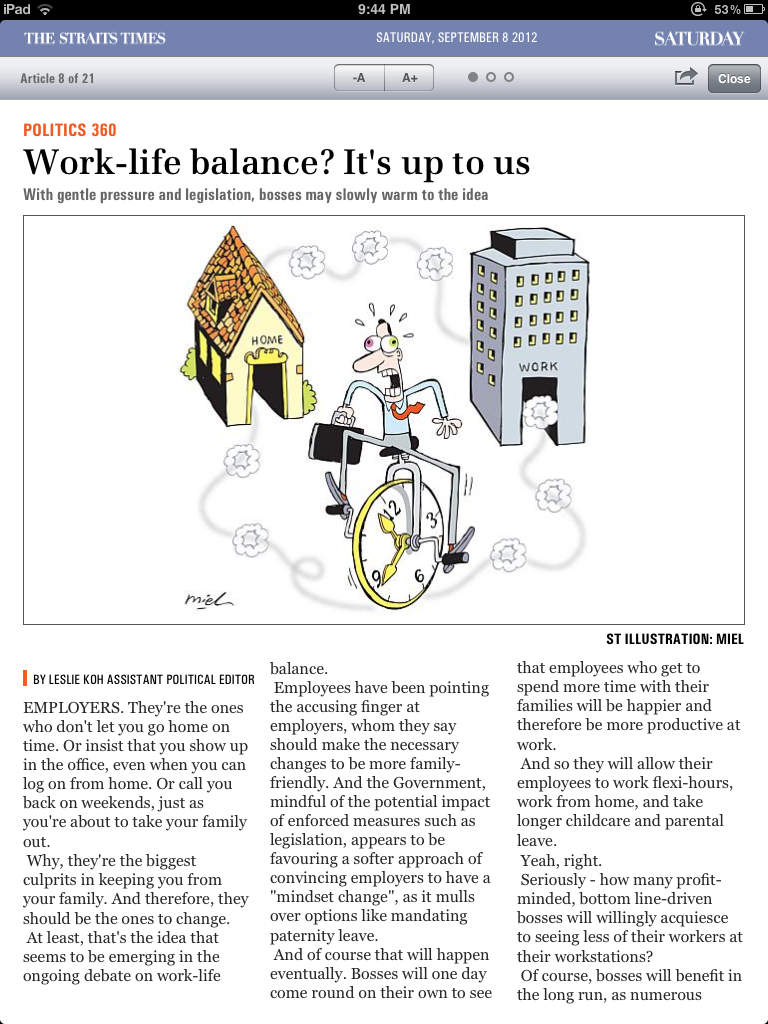 iPad 9:44 PM 53%
THE STRAITS TIMES SATURDAY, SEPTEMBER 8 2012 SATURDAY
Article 8 of 21 -A A+ Close
POLITICS 360
Work-life balance? It's up to us
With gentle pressure and legislation, bosses may slowly warm to the idea
HOME
WORK
12
3
6
9
miel
ST ILLUSTRATION: MIEL
BY LESLIE KOH ASSISTANT POLITICAL EDITOR
EMPLOYERS. They're the ones
who don't let you go home on
time. Or insist that you show up
in the office, even when you can
log on from home. Or call you
back on weekends, just as
you're about to take your family
out.
Why, they're the biggest
culprits in keeping you from
your family. And therefore, they
should be the ones to change.
At least, that's the idea that
seems to be emerging in the
ongoing debate on work-life
balance.
Employees have been pointing
the accusing finger at
employers, whom they say
should make the necessary
changes to be more family-
friendly. And the Government,
mindful of the potential impact
of enforced measures such as
legislation, appears to be
favouring a softer approach of
convincing employers to have a
"mindset change", as it mulls
over options like mandating
paternity leave.
And of course that will happen
eventually. Bosses will one day
come round on their own to see
that employees who get to
spend more time with their
families will be happier and
therefore be more productive at
work.
And so they will allow their
employees to work flexi-hours,
work from home, and take
longer childcare and parental
leave.
Yeah, right.
Seriously - how many profit-
minded, bottom line-driven
bosses will willingly acquiesce
to seeing less of their workers at
their workstations?
Of course, bosses will benefit in
the long run, as numerous